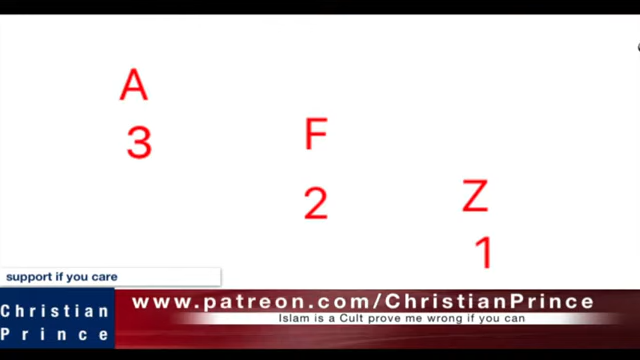 A
3
F
2
Z
1
support if you care
Christian
Prince
www.patreon.com/ChristianPrince
Islam is a Cult prove me wrong if you can